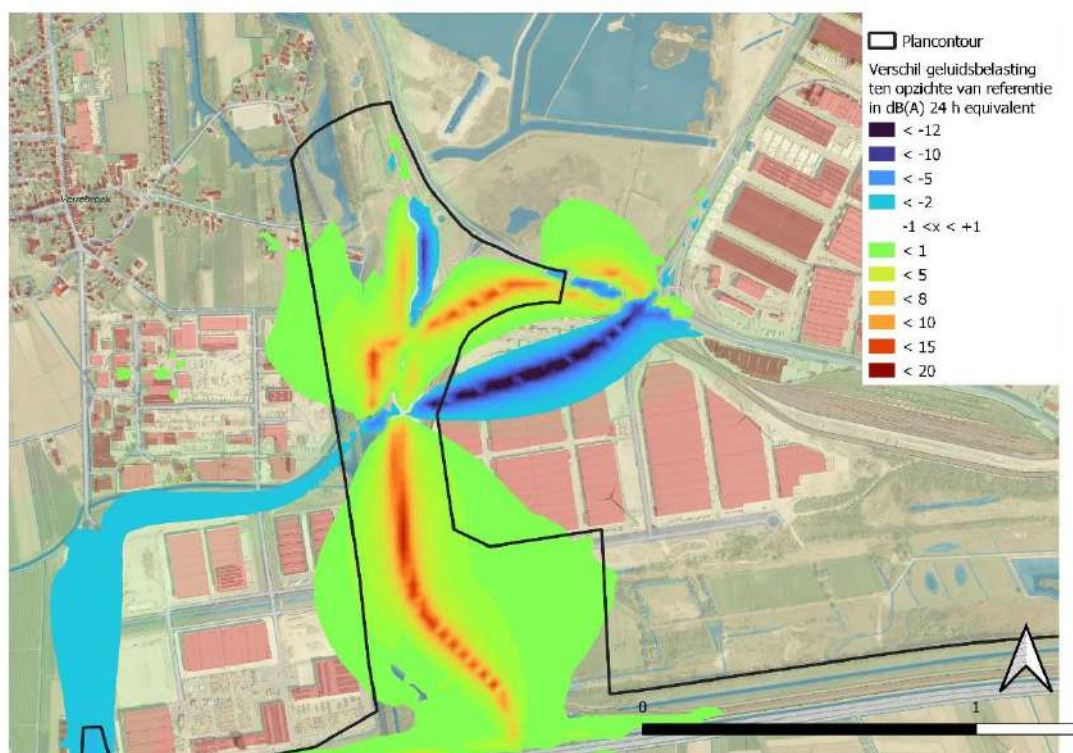 Plancontour
Verschil geluidsbelasting
ten opzichte van referentie
in dB(A) 24 h equivalent
< -12
< -10
< -5
< -2
-1 <x < +1
< 1
< 5
< 8
< 10
< 15
< 20
Verrebroek
0
1